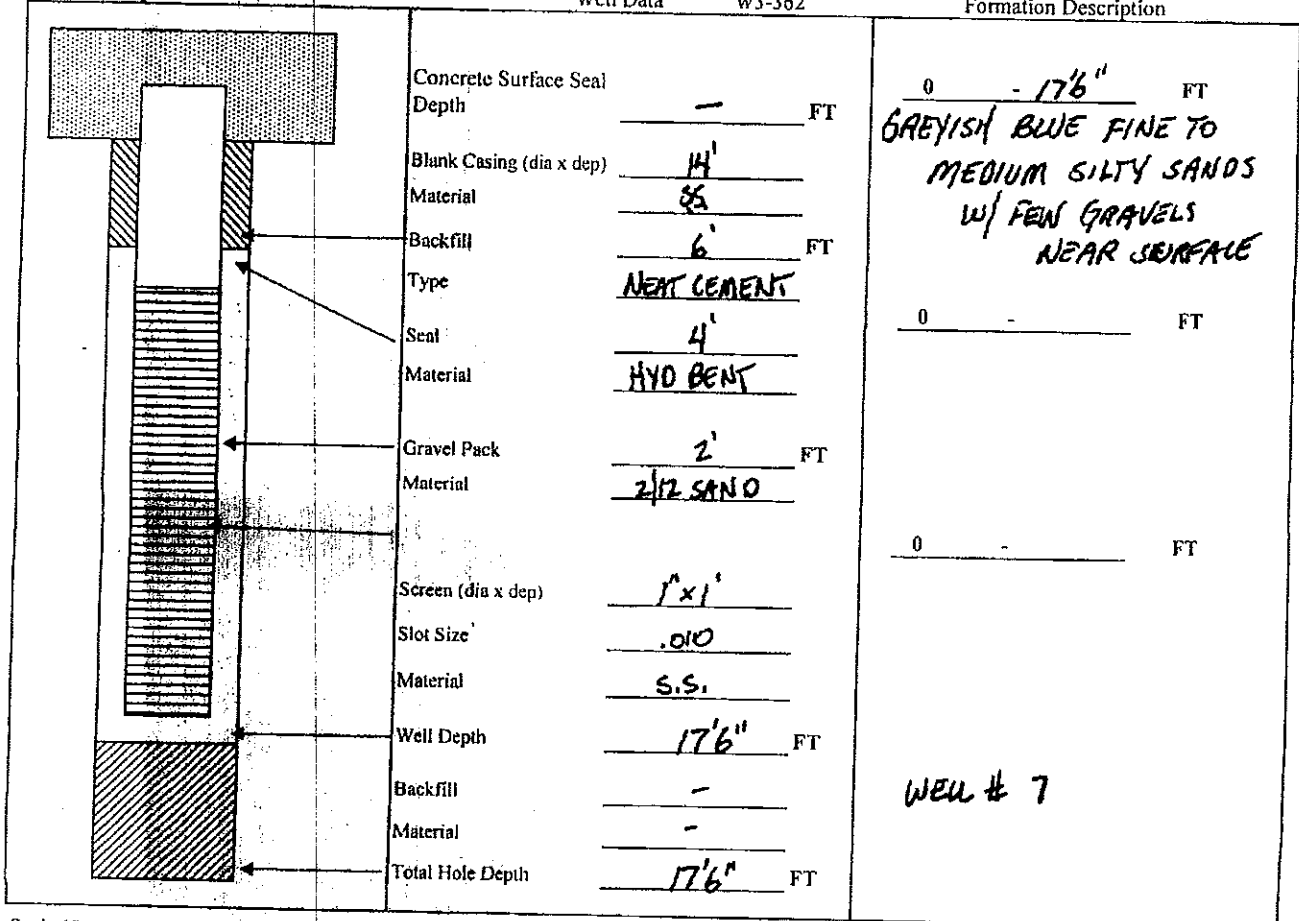 Well Data W3-362 Formation Description
Concrete Surface Seal
Depth - FT
Blank Casing (dia x dep) 14'
Material SS
Backfill 6' FT
Type NEAT CEMENT
Seal 4'
Material HYD BENT
Gravel Pack 2' FT
Material 2/12 SAND
Screen (dia x dep) 1" x 1'
Slot Size .010
Material S.S.
Well Depth 17'6" FT
Backfill -
Material -
Total Hole Depth 17'6" FT
0 - 17'6" FT
GREYISH BLUE FINE TO
MEDIUM SILTY SANDS
W/ FEW GRAVELS
NEAR SURFACE
0 - FT
0 - FT
WELL # 7